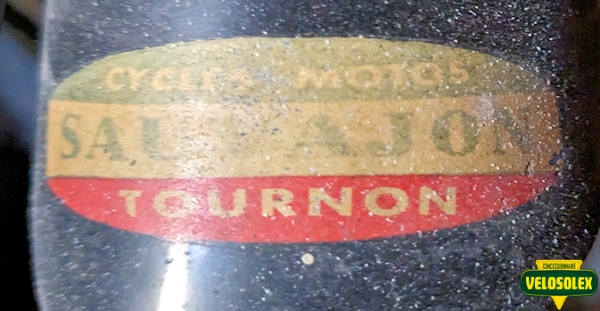 CYCLES MOTOS
TOURNON
CONCESSIONNAIRE
VELOSOLEX